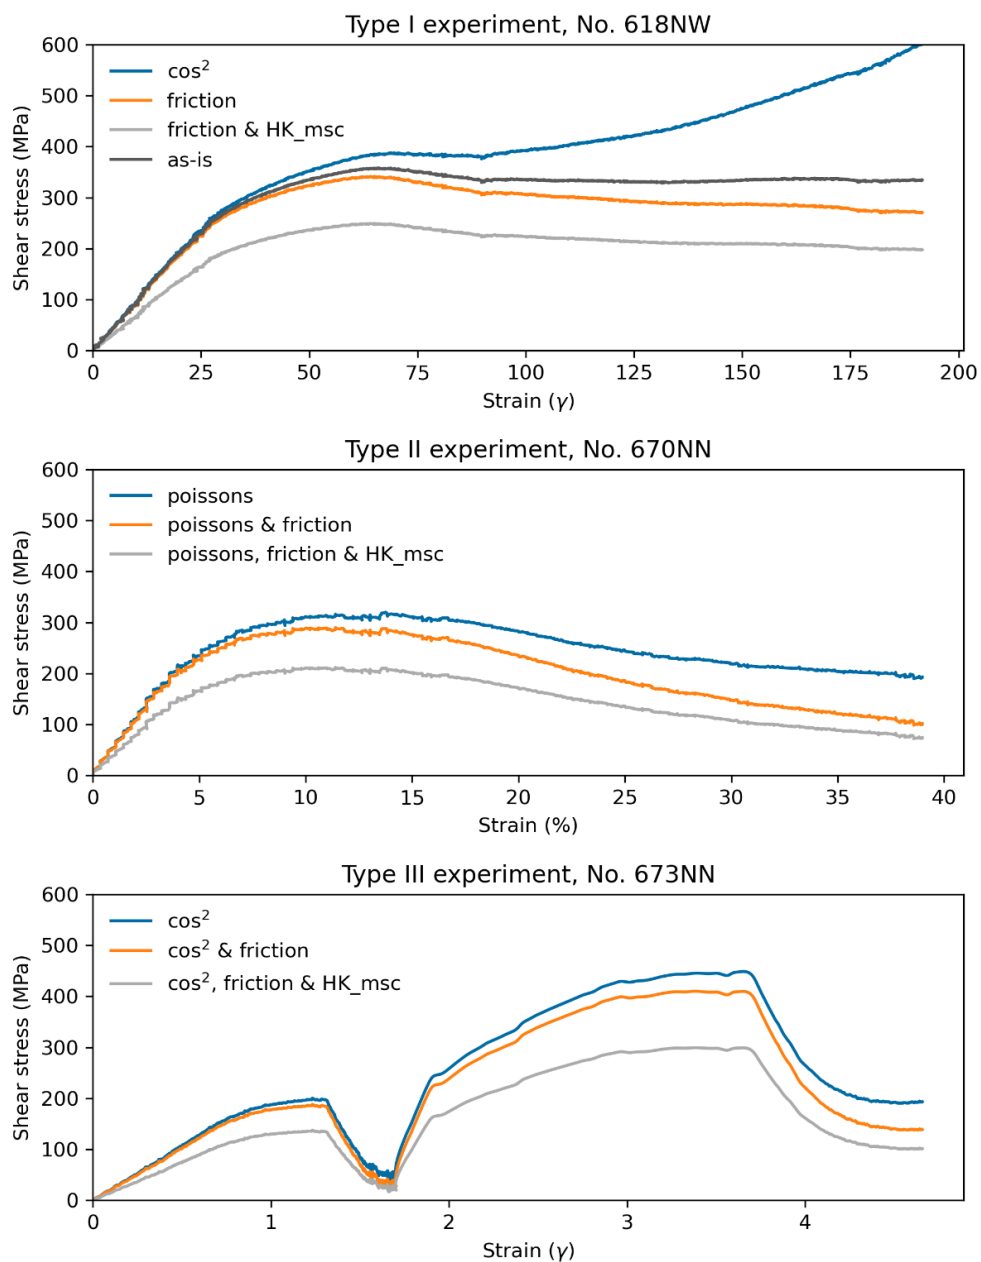 Type I experiment, No. 618NW
600
500
400
300
200
100
0
Shear stress (MPa)
cos²
friction
friction & HK_msc
as-is
0 25 50 75 100 125 150 175 200
Strain (γ)
Type II experiment, No. 670NN
600
500
400
300
200
100
0
Shear stress (MPa)
poissons
poissons & friction
poissons, friction & HK_msc
0 5 10 15 20 25 30 35 40
Strain (%)
Type III experiment, No. 673NN
600
500
400
300
200
100
0
Shear stress (MPa)
cos²
cos² & friction
cos², friction & HK_msc
0 1 2 3 4
Strain (γ)